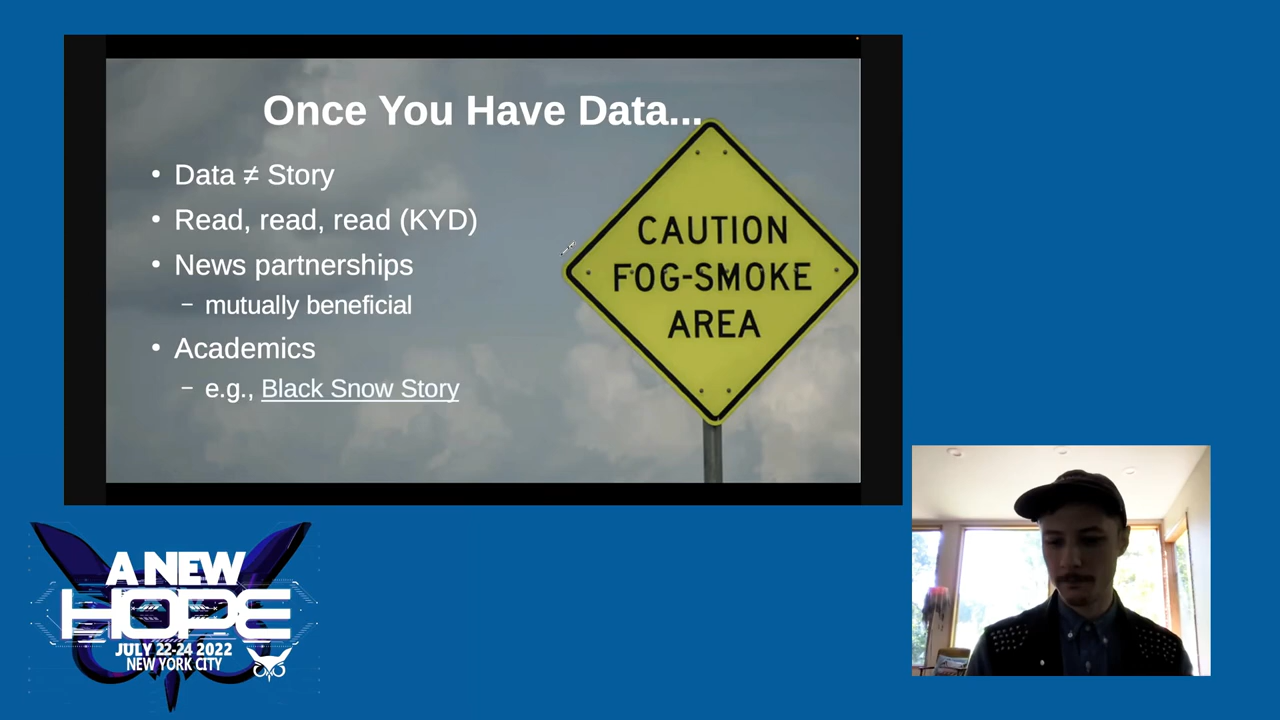 Once You Have Data...
• Data ≠ Story
• Read, read, read (KYD)
• News partnerships
– mutually beneficial
• Academics
– e.g., Black Snow Story
CAUTION
FOG-SMOKE
AREA
A NEW
HOPE
JULY 22-24 2022
NEW YORK CITY